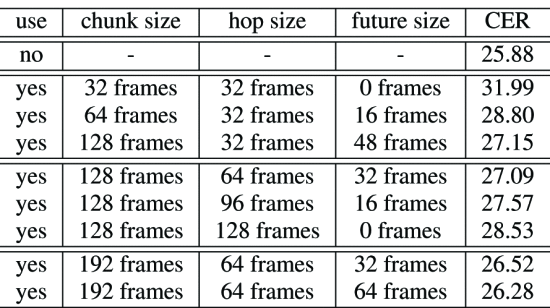 use chunk size hop size future size CER
no - - - 25.88
yes 32 frames 32 frames 0 frames 31.99
yes 64 frames 32 frames 16 frames 28.80
yes 128 frames 32 frames 48 frames 27.15
yes 128 frames 64 frames 32 frames 27.09
yes 128 frames 96 frames 16 frames 27.57
yes 128 frames 128 frames 0 frames 28.53
yes 192 frames 64 frames 32 frames 26.52
yes 192 frames 64 frames 64 frames 26.28